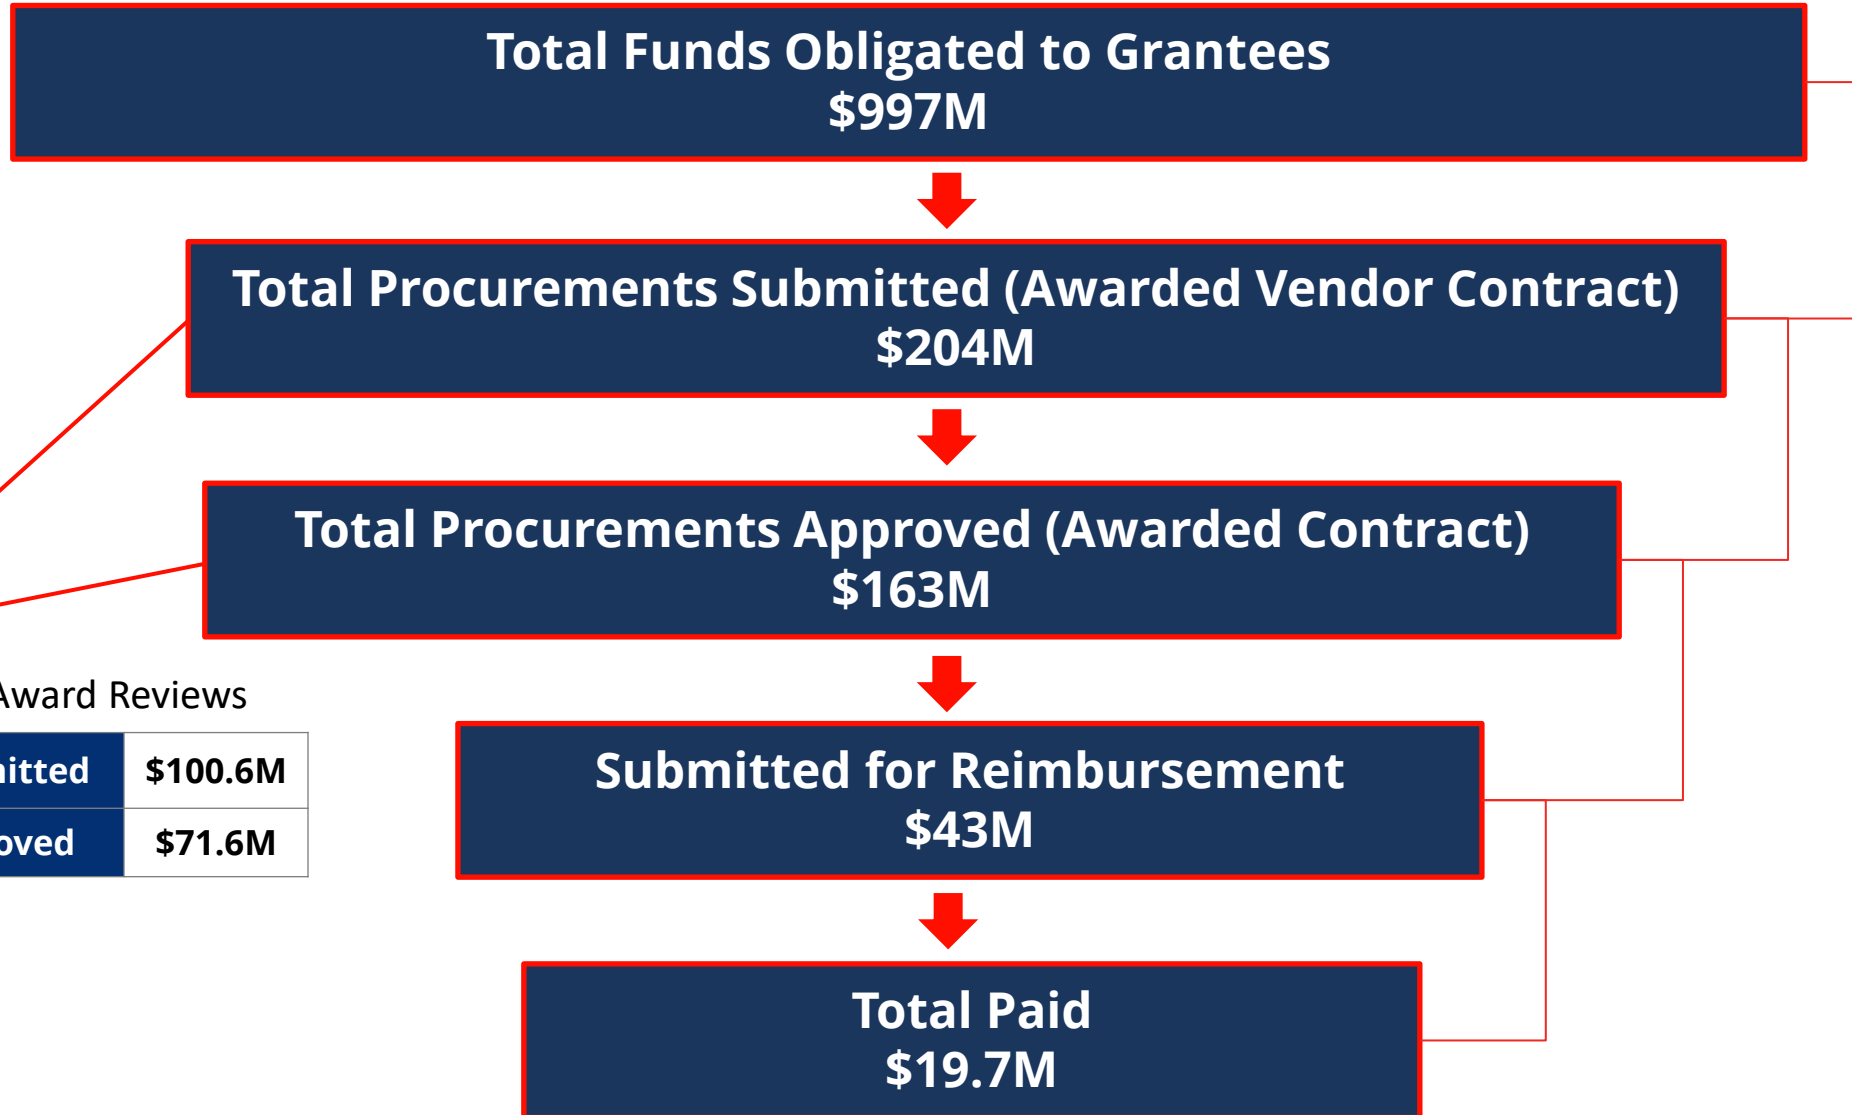 Total Funds Obligated to Grantees
$997M
Total Procurements Submitted (Awarded Vendor Contract)
$204M
Total Procurements Approved (Awarded Contract)
$163M
Award Reviews
$100.6M
$71.6M
Submitted for Reimbursement
$43M
Total Paid
$19.7M